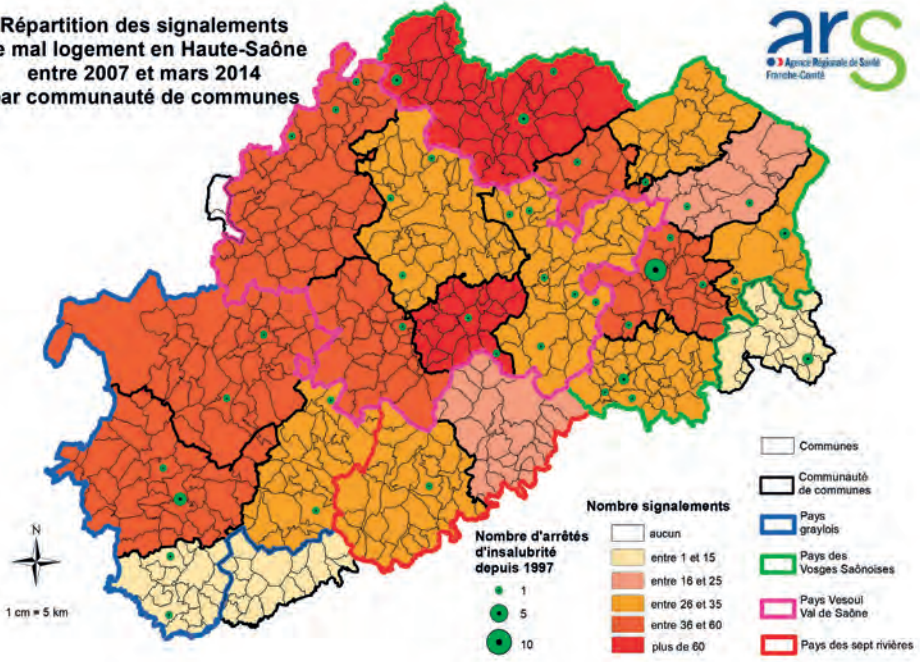 Répartition des signalements
e mal logement en Haute-Saône
entre 2007 et mars 2014
par communauté de communes
ars
Agence Régionale de Santé
Franche-Comté
N
1 cm = 5 km
Nombre d'arrêtés
d'insalubrité
depuis 1997
1
5
10
Nombre signalements
aucun
entre 1 et 15
entre 16 et 25
entre 26 et 35
entre 36 et 60
plus de 60
Communes
Communauté
de communes
Pays
graylois
Pays des
Vosges Saônoises
Pays Vesoul
Val de Saône
Pays des sept rivières